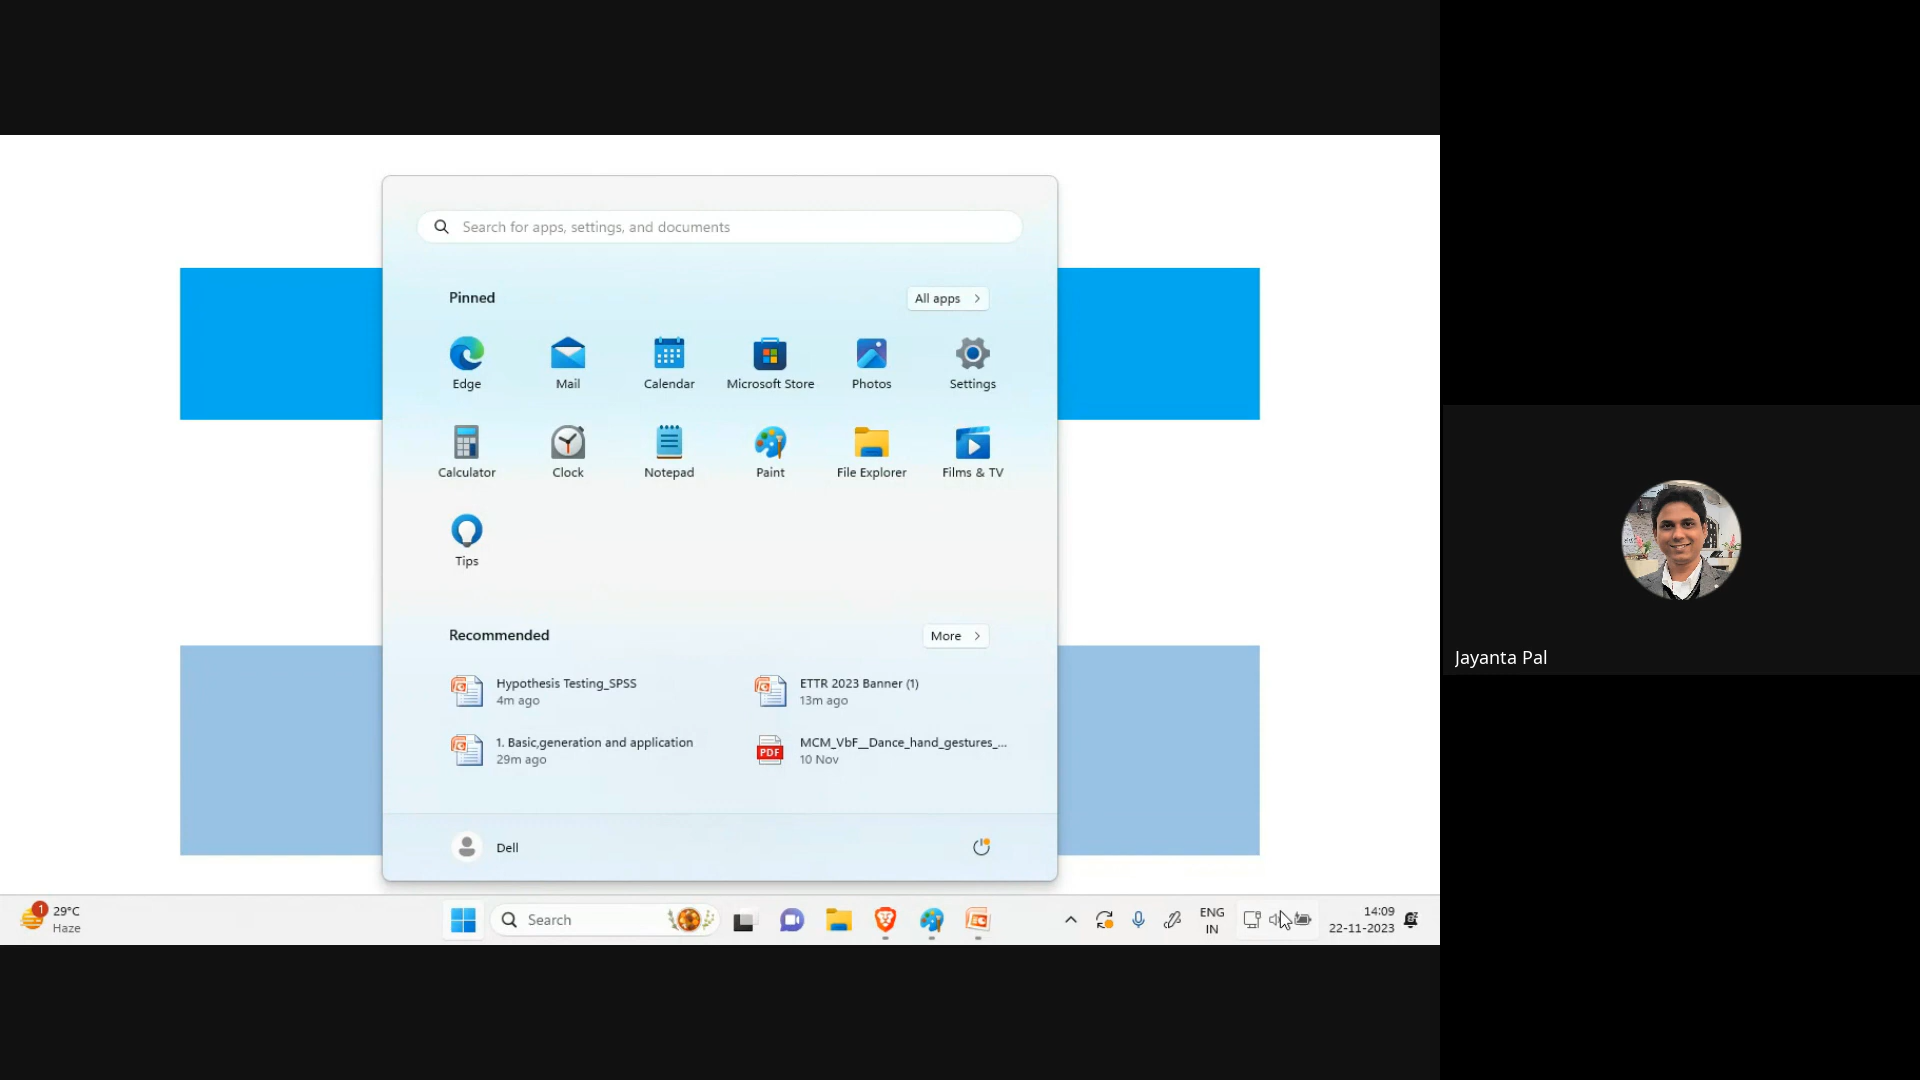 Search for apps, settings, and documents
Pinned
All apps
Edge
Mail
Calendar
Microsoft Store
Photos
Settings
Calculator
Clock
Notepad
Paint
File Explorer
Films & TV
Tips
Recommended
More
Hypothesis Testing_SPSS
4m ago
ETTR 2023 Banner (1)
13m ago
1. Basic,generation and application
29m ago
PDF
MCM_VbF__Dance_hand_gestures_...
10 Nov
Dell
Jayanta Pal
1
29°C
Haze
Search
ENG
IN
14:09
22-11-2023